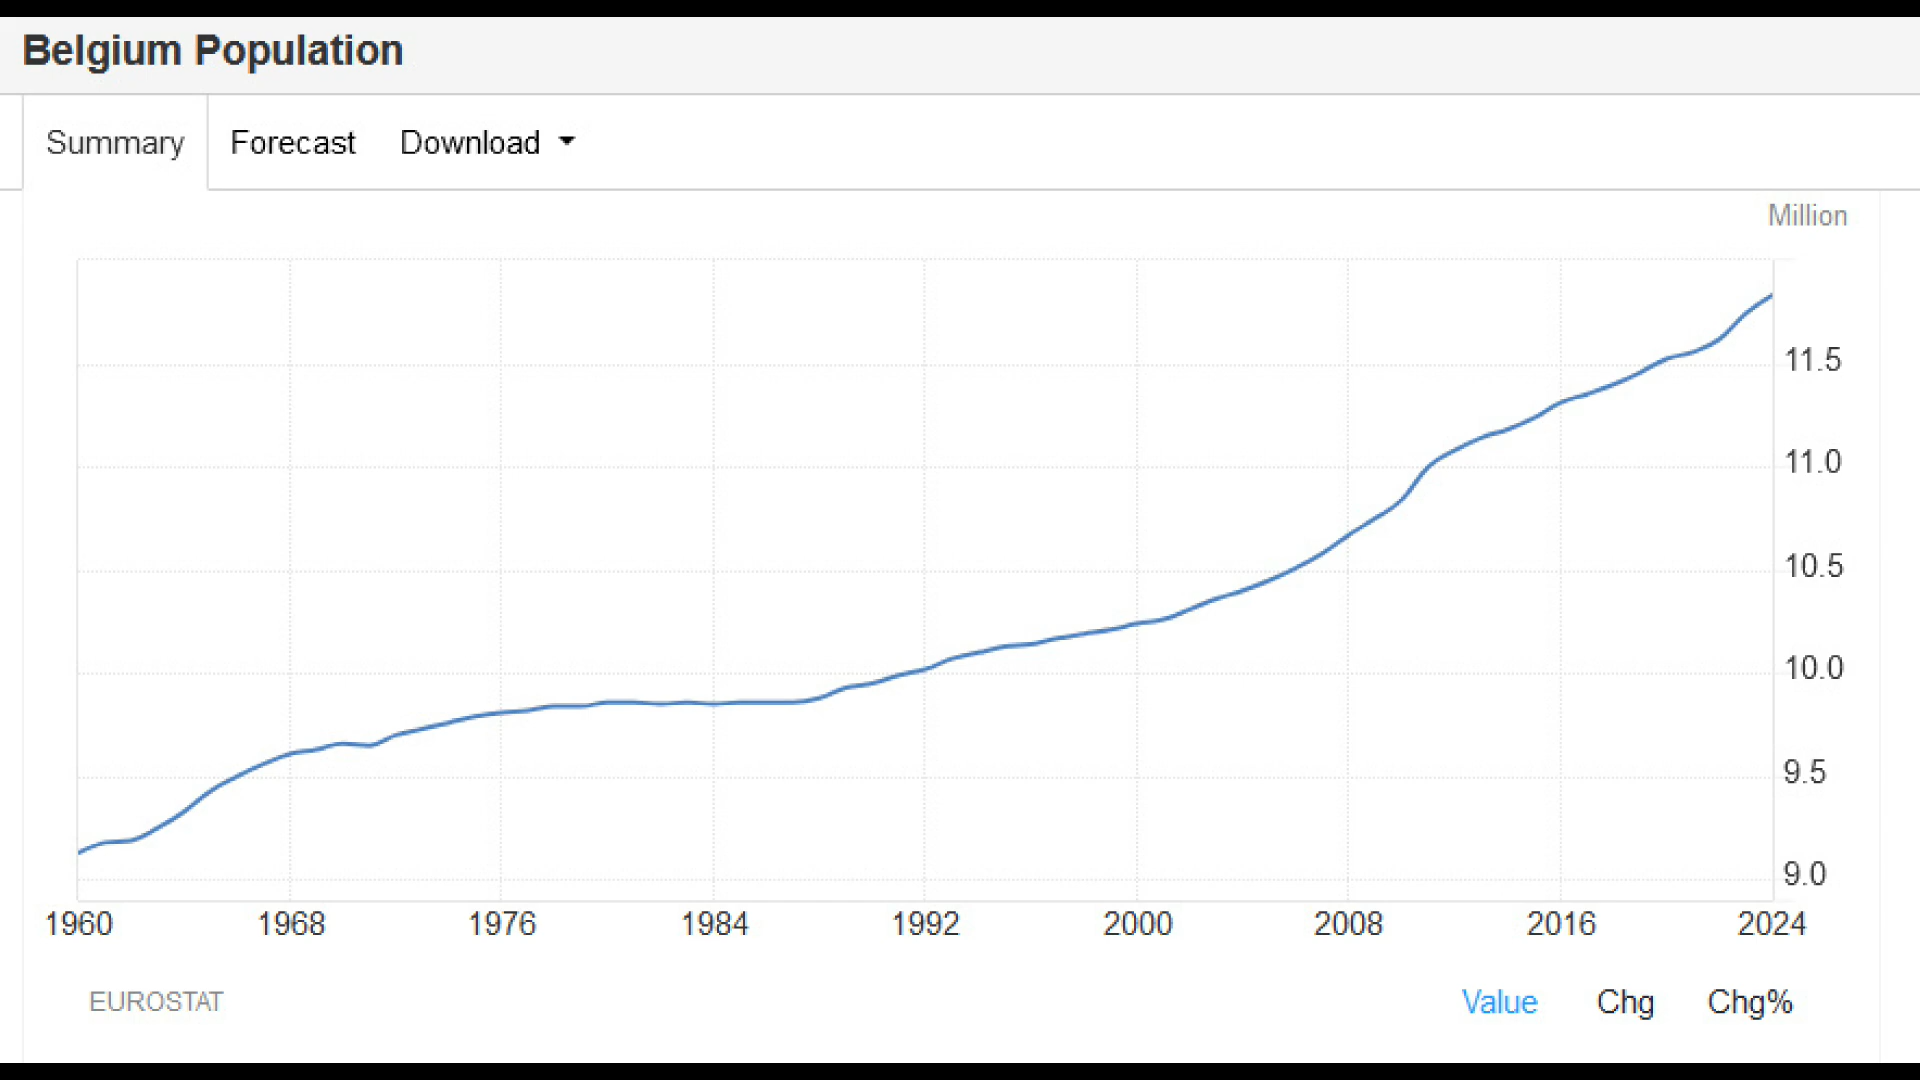 Belgium Population
Summary Forecast Download
Million
11.5
11.0
10.5
10.0
9.5
9.0
1960 1968 1976 1984 1992 2000 2008 2016 2024
EUROSTAT Value Chg Chg%